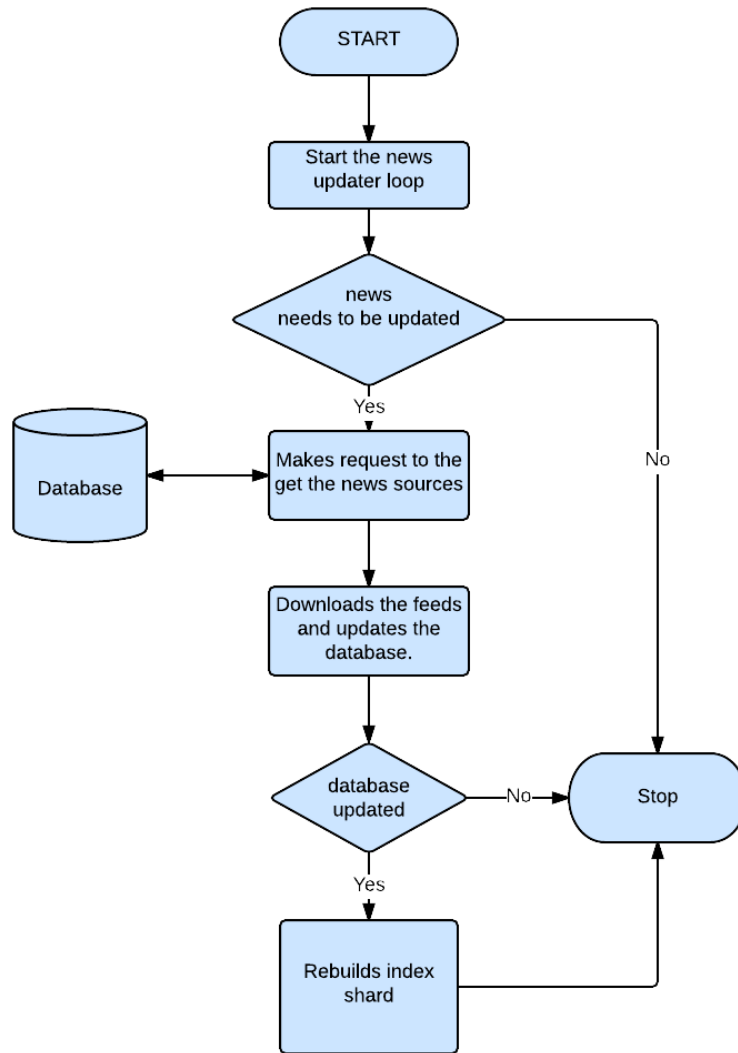 START
Start the news
updater loop
news
needs to be updated
Yes
No
Database
Makes request to the
get the news sources
Downloads the feeds
and updates the
database.
database
updated
No
Stop
Yes
Rebuilds index
shard